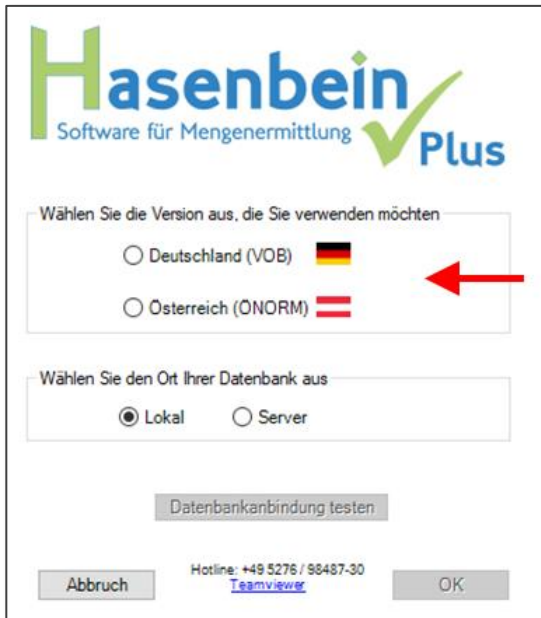 Hasenbein
Software für Mengenermittlung
Plus
Wählen Sie die Version aus, die Sie verwenden möchten
Deutschland (VOB)
Österreich (ÖNORM)
Wählen Sie den Ort Ihrer Datenbank aus
Lokal Server
Datenbankanbindung testen
Hotline: +49 5276 / 98487-30
Abbruch Teamviewer OK